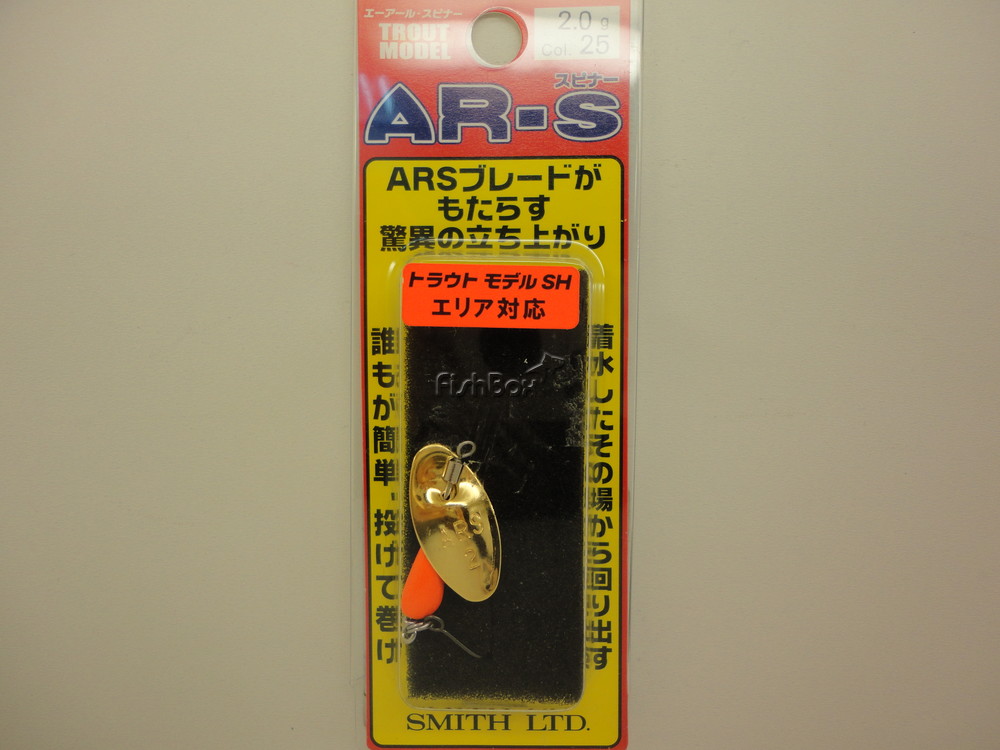 エーアール・スピナー
TROUT
MODEL
2.0 g
Col. 25
スピナー
AR-S
ARSブレードが
もたらす
驚異の立ち上がり
トラウト モデル SH
エリア対応
誰もが簡単、投げて巻け
着水したその場から回り出す
FishBox
SMITH LTD.